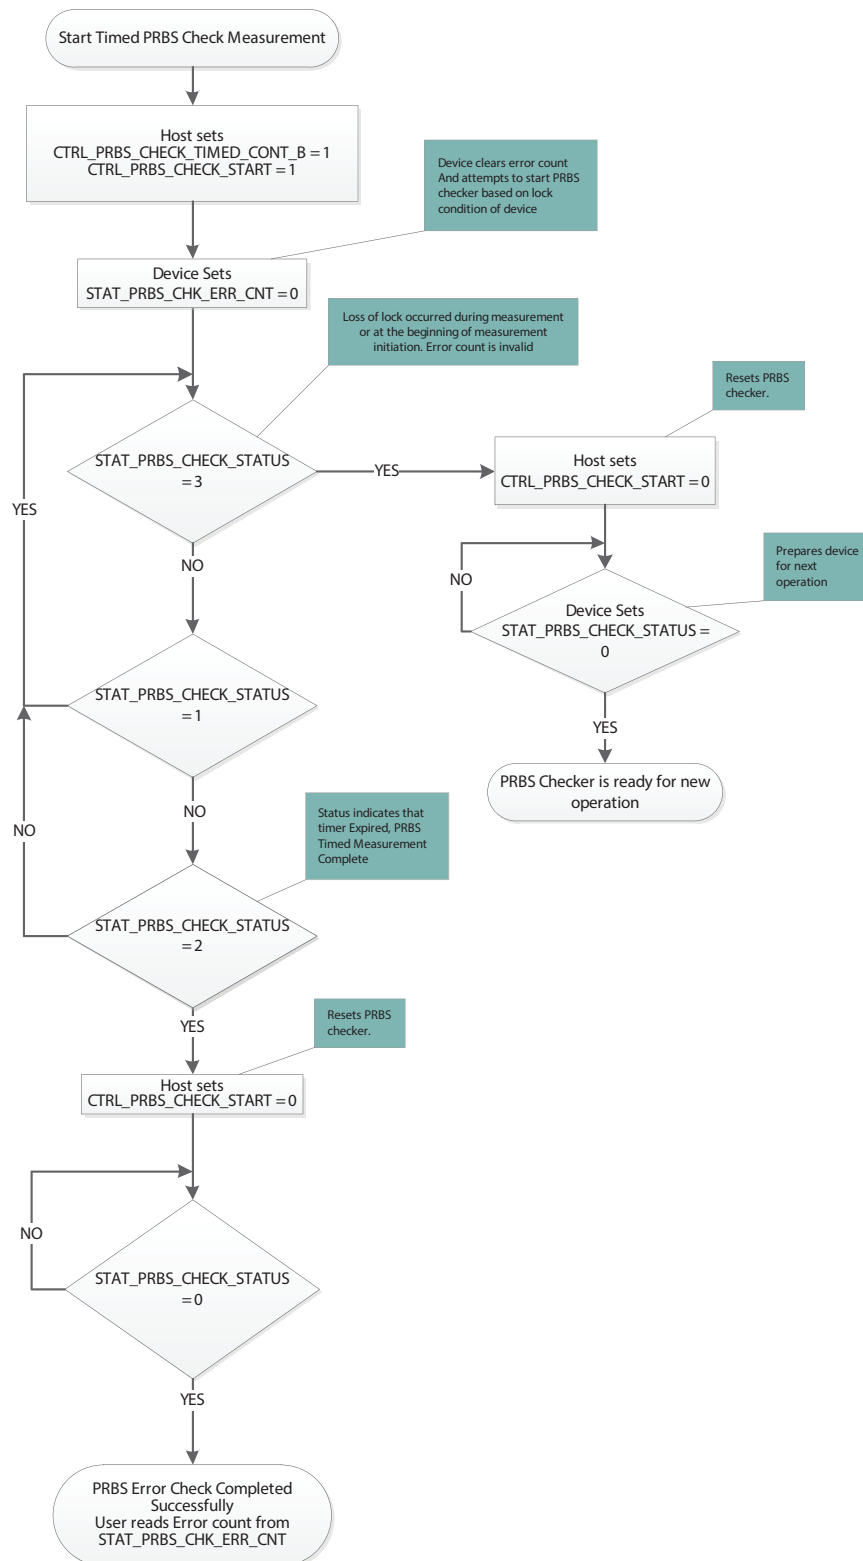 Start Timed PRBS Check Measurement
Host sets
CTRL_PRBS_CHECK_TIMED_CONT_B = 1
CTRL_PRBS_CHECK_START = 1
Device clears error count
And attempts to start PRBS
checker based on lock
condition of device
Device Sets
STAT_PRBS_CHK_ERR_CNT = 0
Loss of lock occurred during measurement
or at the beginning of measurement
initiation. Error count is invalid
Resets PRBS
checker.
STAT_PRBS_CHECK_STATUS
= 3
YES
Host sets
CTRL_PRBS_CHECK_START = 0
YES
NO
NO
Prepares device
for next
operation
Device Sets
STAT_PRBS_CHECK_STATUS =
0
STAT_PRBS_CHECK_STATUS
= 1
YES
PRBS Checker is ready for new
operation
NO
NO
Status indicates that
timer Expired, PRBS
Timed Measurement
Complete
STAT_PRBS_CHECK_STATUS
= 2
YES
Resets PRBS
checker.
Host sets
CTRL_PRBS_CHECK_START = 0
NO
STAT_PRBS_CHECK_STATUS
= 0
YES
PRBS Error Check Completed
Successfully
User reads Error count from
STAT_PRBS_CHK_ERR_CNT